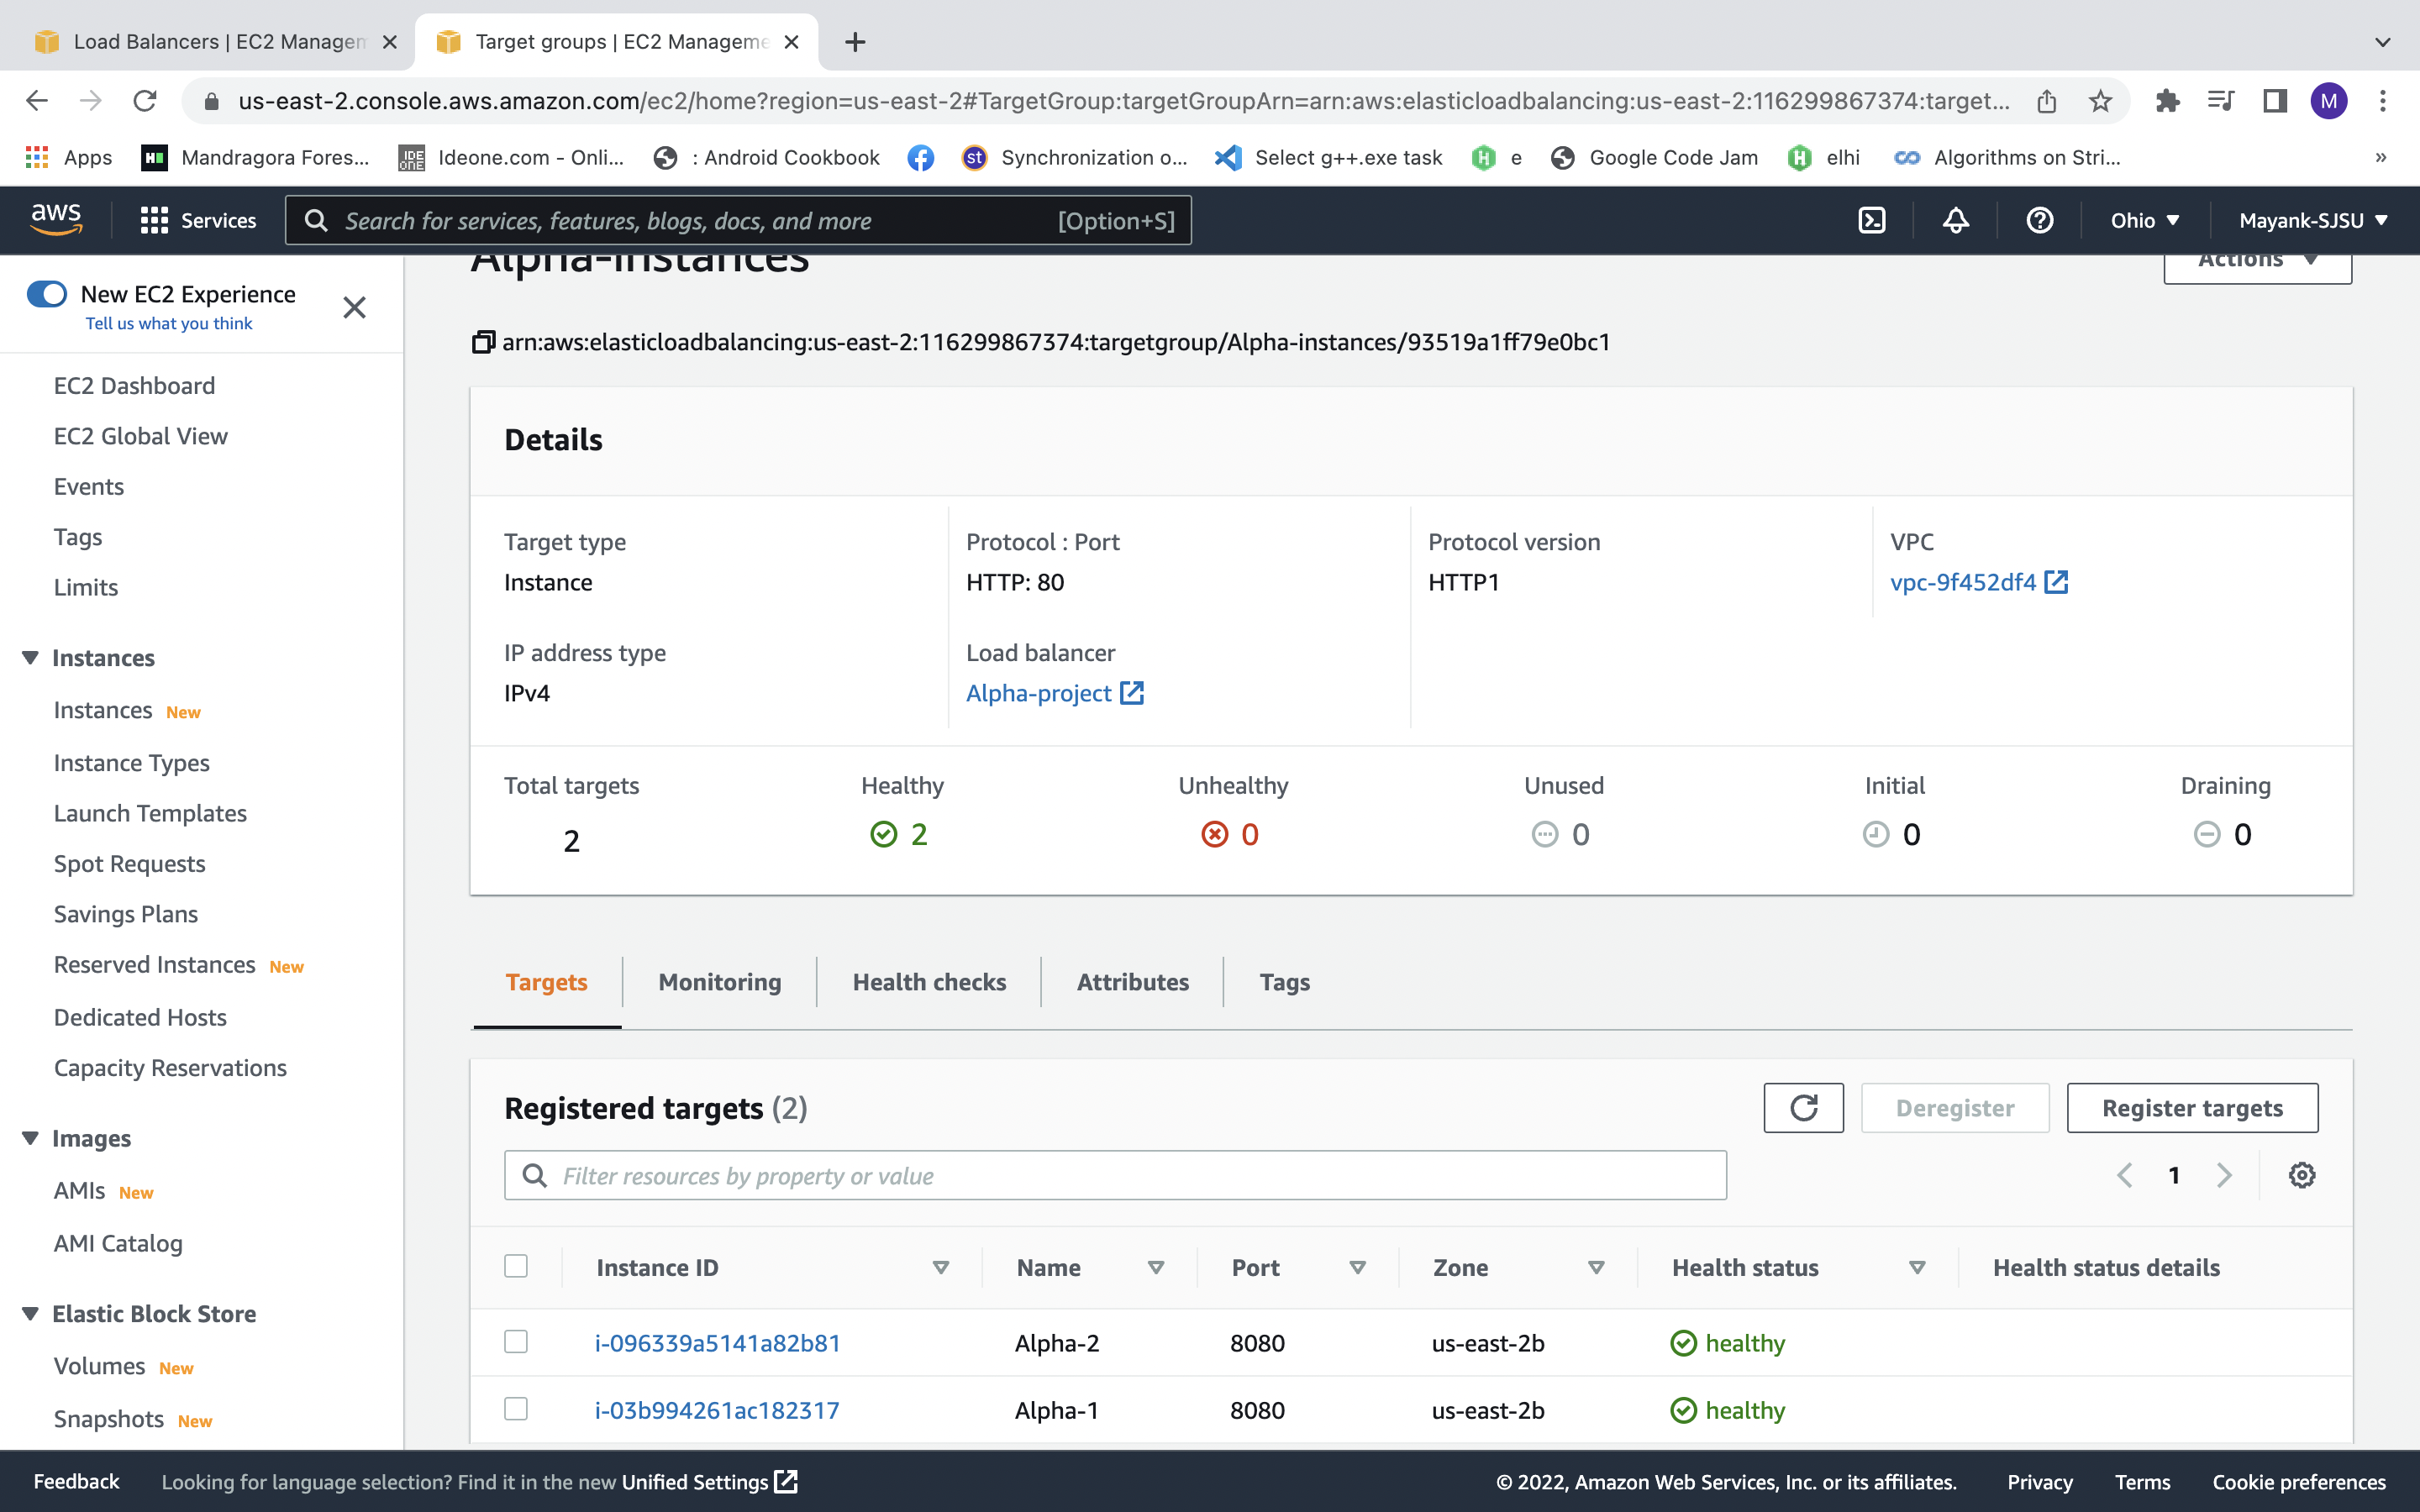 Load Balancers | EC2 Managem
Target groups | EC2 Manageme
us-east-2.console.aws.amazon.com/ec2/home?region=us-east-2#TargetGroup:targetGroupArn=arn:aws:elasticloadbalancing:us-east-2:116299867374:target...
M
Apps
Mandragora Fores...
Ideone.com - Onli...
: Android Cookbook
Synchronization o...
Select g++.exe task
e
Google Code Jam
elhi
Algorithms on Stri...
»
aws
Services
Search for services, features, blogs, docs, and more
[Option+S]
Ohio
Mayank-SJSU
New EC2 Experience
Tell us what you think
EC2 Dashboard
EC2 Global View
Events
Tags
Limits
Instances
Instances New
Instance Types
Launch Templates
Spot Requests
Savings Plans
Reserved Instances New
Dedicated Hosts
Capacity Reservations
Images
AMIs New
AMI Catalog
Elastic Block Store
Volumes New
Snapshots New
Alpha-instances
Actions
arn:aws:elasticloadbalancing:us-east-2:116299867374:targetgroup/Alpha-instances/93519a1ff79e0bc1
Details
Target type
Instance
Protocol : Port
HTTP: 80
Protocol version
HTTP1
VPC
vpc-9f452df4
IP address type
IPv4
Load balancer
Alpha-project
Total targets
2
Healthy
2
Unhealthy
0
Unused
0
Initial
0
Draining
0
Targets
Monitoring
Health checks
Attributes
Tags
Registered targets (2)
Deregister
Register targets
Filter resources by property or value
1
Instance ID Name Port Zone Health status Health status details
i-096339a5141a82b81 Alpha-2 8080 us-east-2b healthy
i-03b994261ac182317 Alpha-1 8080 us-east-2b healthy
Feedback
Looking for language selection? Find it in the new Unified Settings
© 2022, Amazon Web Services, Inc. or its affiliates.
Privacy
Terms
Cookie preferences